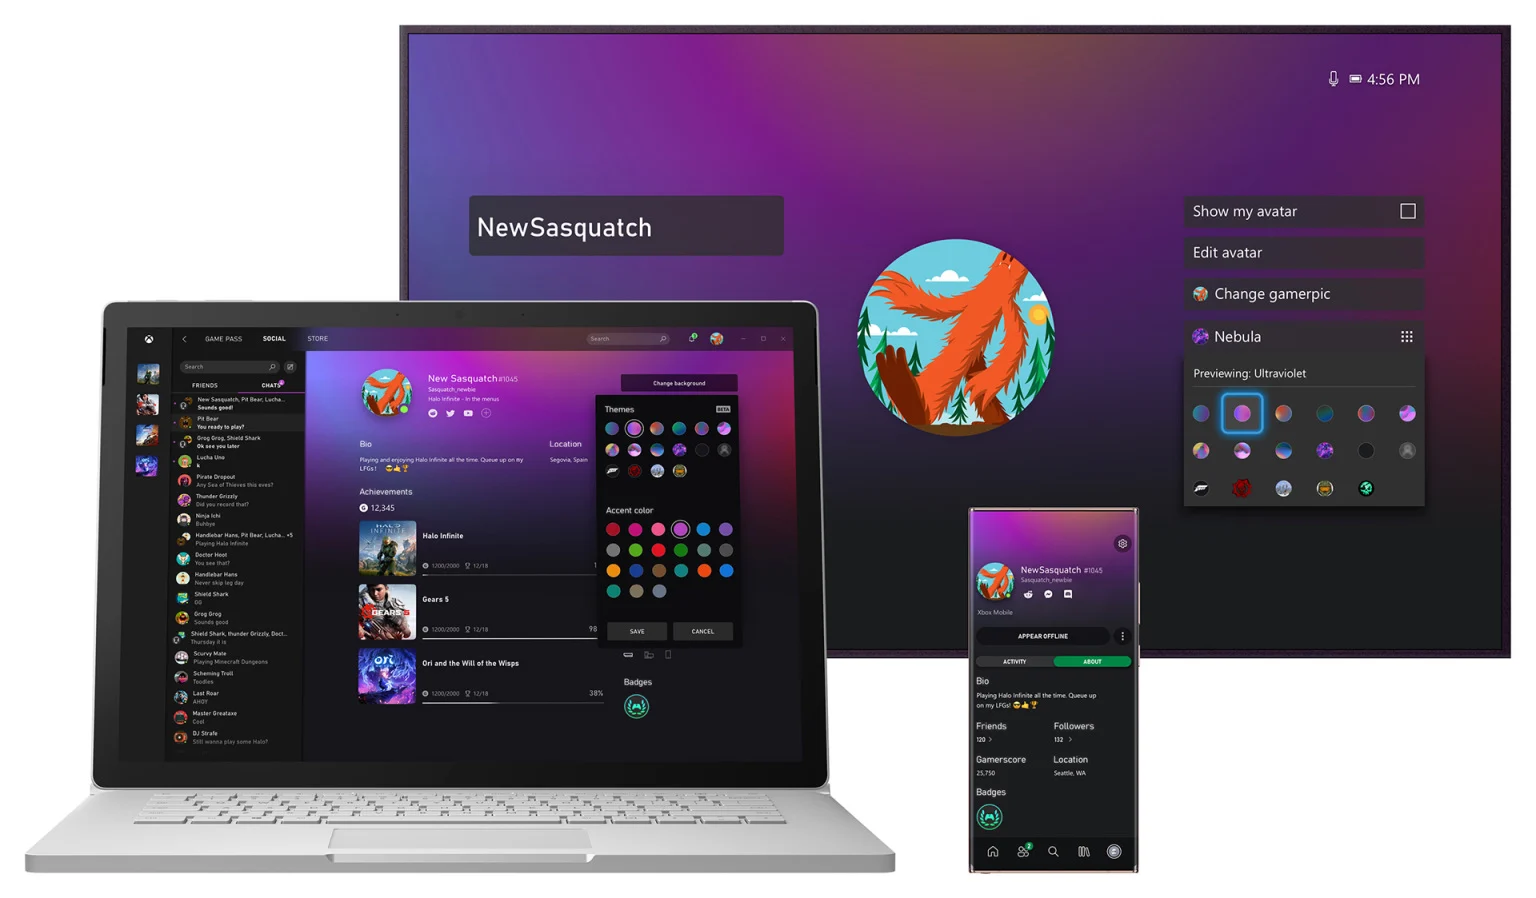 4:56 PM
NewSasquatch
Show my avatar
Edit avatar
Change gamerpic
Nebula
Previewing: Ultraviolet
GAME PASS
SOCIAL
STORE
Search
Search
FRIENDS
CHATS
New Sasquatch, Pit Bear, Lucha...
Sounds good!
Pit Bear
You ready to play?
Grog Grog, Shield Shark
Ok see you later
Lucha Uno
k
Pirate Dropout
Any Sea of Thieves this eves?
Thunder Grizzly
Did you record that?
Ninja Ichi
Buhbye
Handlebar Hans, Pit Bear, Lucha... +5
Playing Halo Infinite
Doctor Hoot
You see that?
Handlebar Hans
Never skip leg day
Shield Shark
OG
Grog Grog
Sounds good
Shield Shark, thunder Grizzly, Doct...
Thursday it is
Scurvy Mate
Playing Minecraft Dungeons
Scheming Troll
Toodles
Last Roar
AHOY
Master Greataxe
Cool
DJ Strafe
Still wanna play some Halo?
New Sasquatch#1045
Sasquatch_newbie
Halo Infinite - In the menus
Change background
Bio
Playing and enjoying Halo Infinite all the time. Queue up on my
LFGs! 😎👍🏆
Location
Segovia, Spain
Achievements
G 12,345
HALO
INFINITE
Halo Infinite
1200/2000
12/18
1
GEARS 5
Gears 5
1200/2000
12/18
98
ori
Ori and the Will of the Wisps
1200/2000
12/18
38%
Themes
BETA
Accent color
SAVE
CANCEL
Badges
NewSasquatch #1045
Sasquatch_newbie
Xbox Mobile
APPEAR OFFLINE
ACTIVITY
ABOUT
Bio
Playing Halo Infinite all the time. Queue up
on my LFGs! 😎👍🏆
Friends
120 >
Followers
132 >
Gamerscore
25,750
Location
Seattle, WA
Badges
2